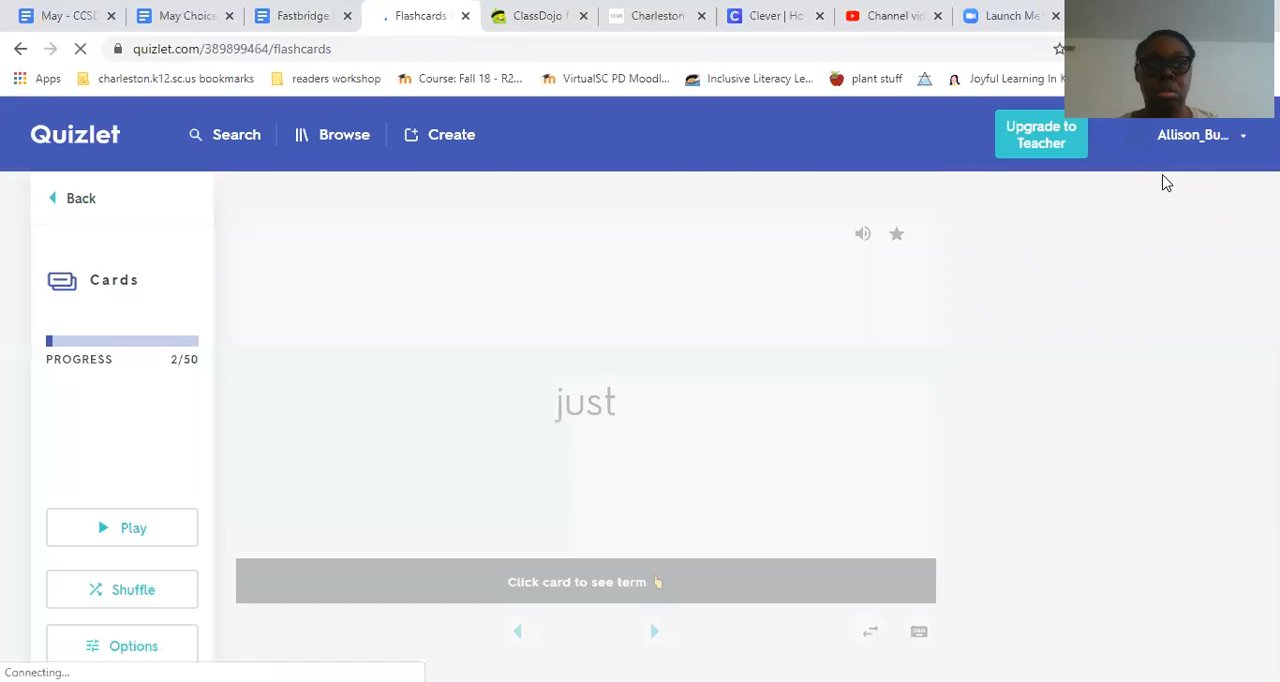 May - CCSD
May Choice
Fastbridge
Flashcards
ClassDojo f
Charleston
Clever | Ho
Channel vid
Launch Me
quizlet.com/389899464/flashcards
Apps
charleston.k12.sc.us bookmarks
readers workshop
Course: Fall 18 - R2...
VirtualSC PD Moodl...
Inclusive Literacy Le...
plant stuff
Joyful Learning In K
Quizlet
Search
Browse
Create
Upgrade to
Teacher
Allison_Bu...
Back
Cards
PROGRESS 2/50
just
Play
Click card to see term
Shuffle
Options
Connecting...